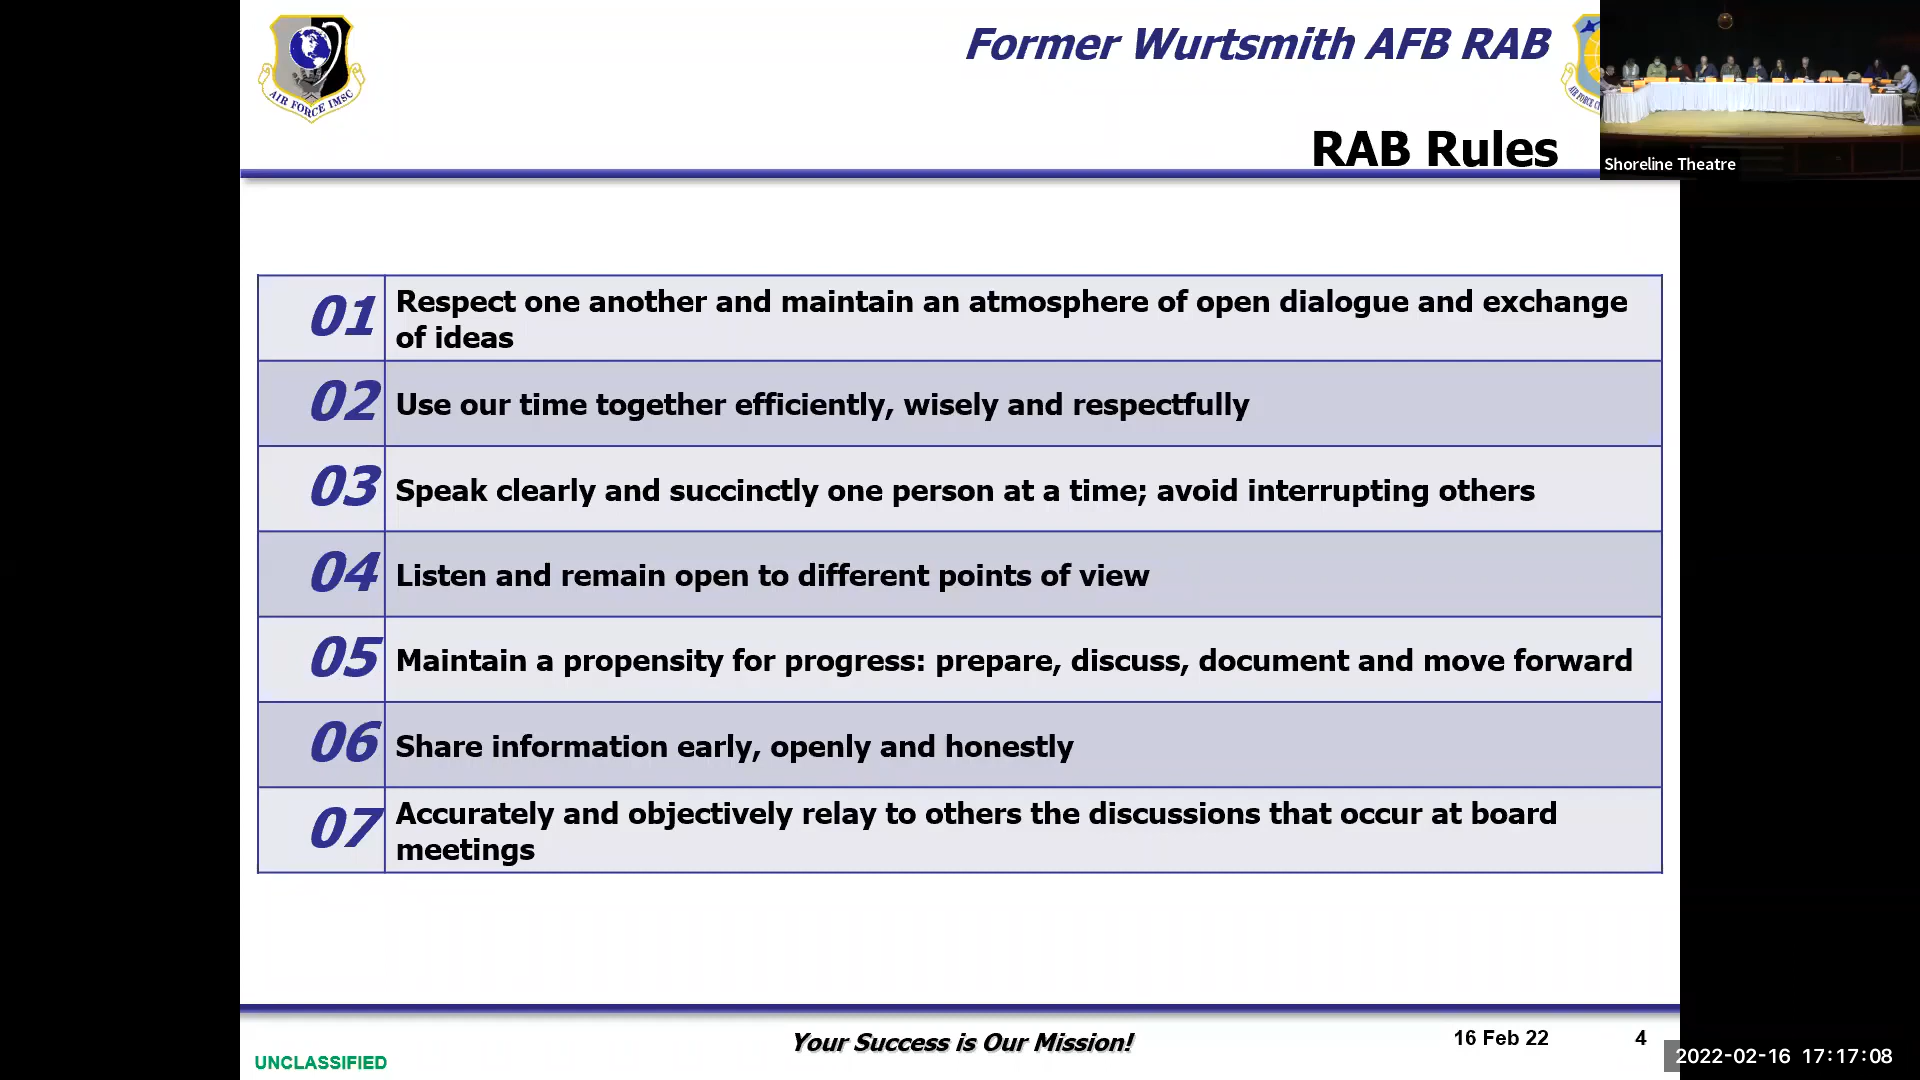 Former Wurtsmith AFB RAB
AIR FORCE IMSC
AIR FORCE C
RAB Rules
Shoreline Theatre
01 Respect one another and maintain an atmosphere of open dialogue and exchange
of ideas
02 Use our time together efficiently, wisely and respectfully
03 Speak clearly and succinctly one person at a time; avoid interrupting others
04 Listen and remain open to different points of view
05 Maintain a propensity for progress: prepare, discuss, document and move forward
06 Share information early, openly and honestly
07 Accurately and objectively relay to others the discussions that occur at board
meetings
Your Success is Our Mission!
16 Feb 22 4
UNCLASSIFIED
2022-02-16 17:17:08